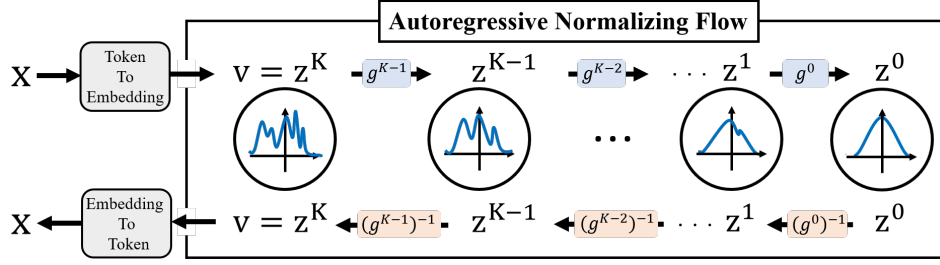 Autoregressive Normalizing Flow
X Token To Embedding v = z^K g^{K-1} z^{K-1} g^{K-2} · · · z^1 g^0 z^0
...
X Embedding To Token v = z^K (g^{K-1})^{-1} z^{K-1} (g^{K-2})^{-1} · · · z^1 (g^0)^{-1} z^0